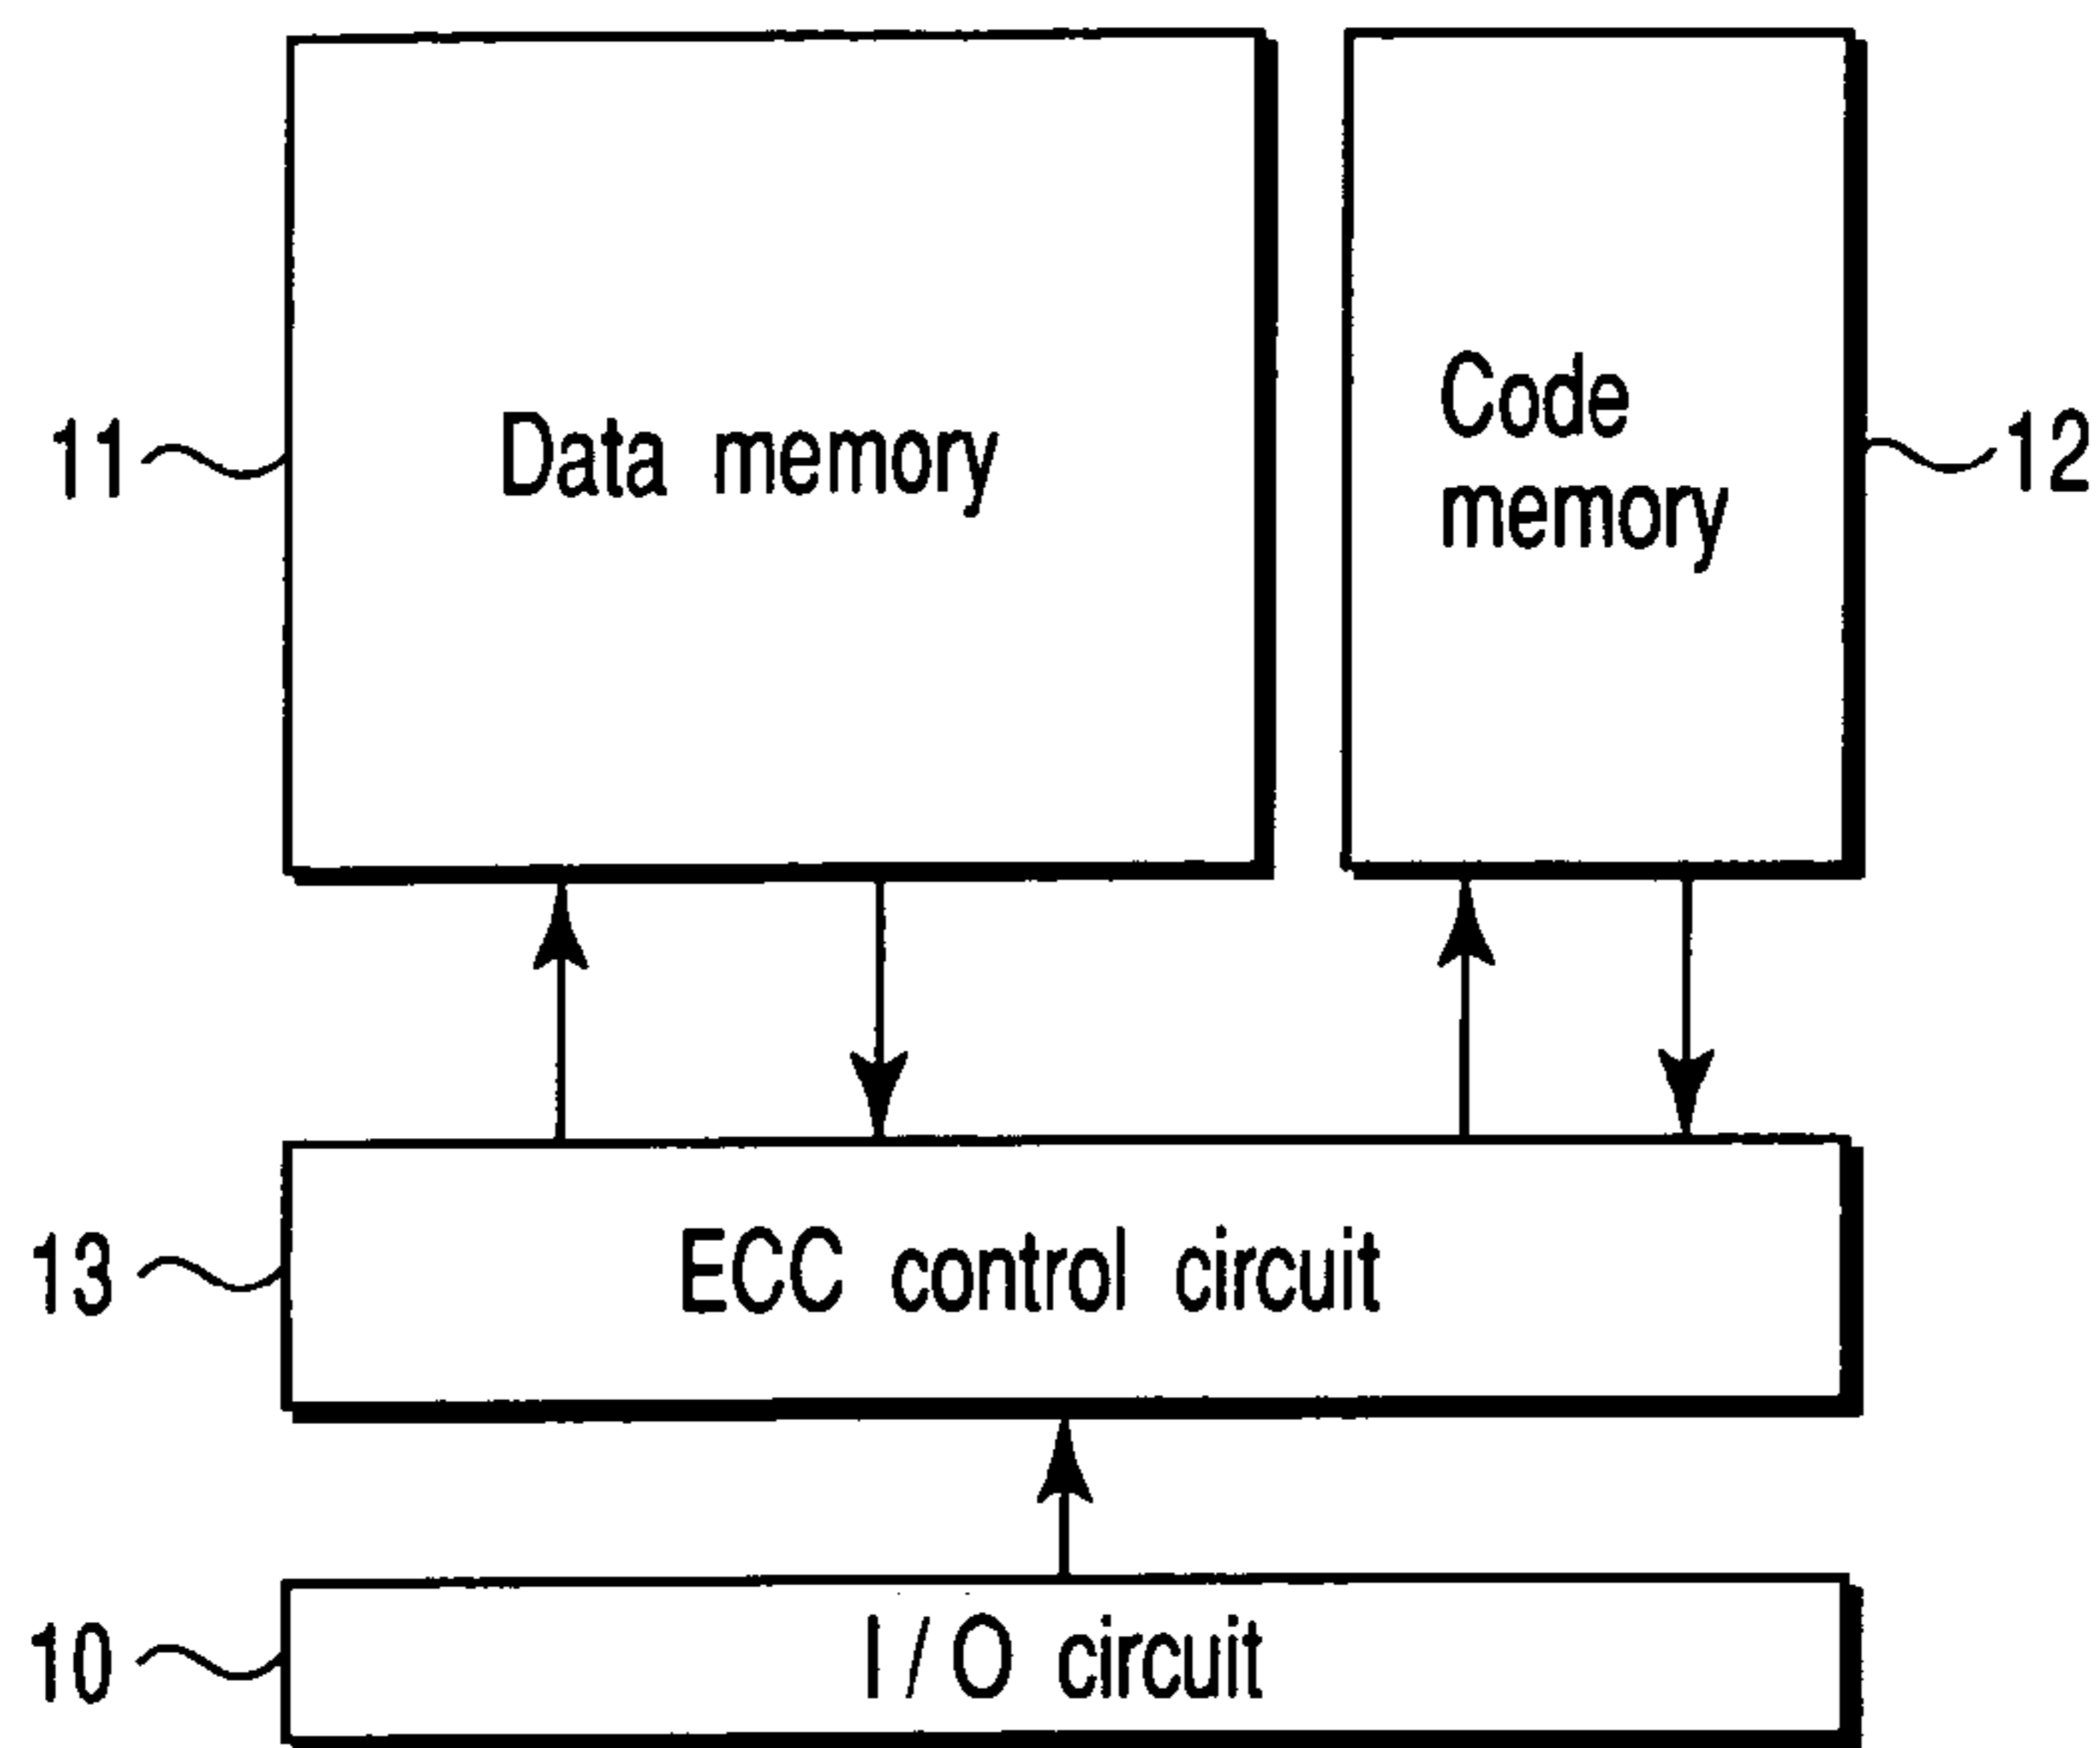 11
Data memory
Code
memory
12
13
ECC control circuit
10
I / O circuit